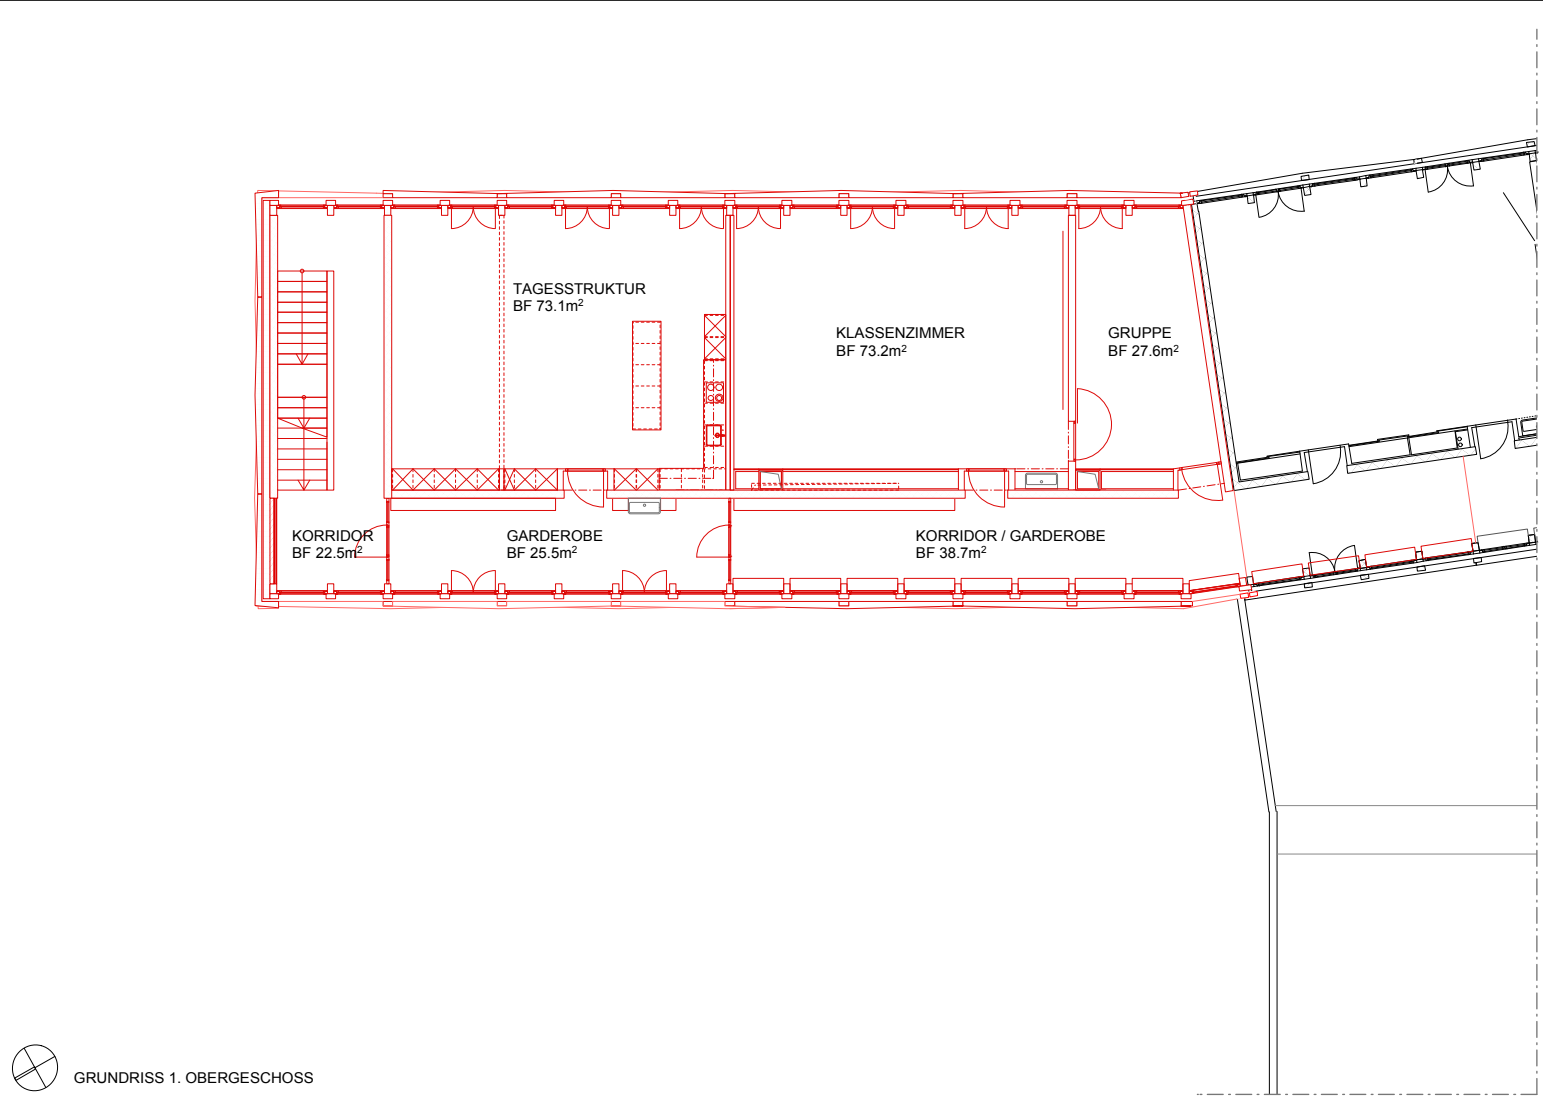 TAGESSTRUKTUR
BF 73.1m²
KLASSENZIMMER
BF 73.2m²
GRUPPE
BF 27.6m²
KORRIDOR
BF 22.5m²
GARDEROBE
BF 25.5m²
KORRIDOR / GARDEROBE
BF 38.7m²
GRUNDRISS 1. OBERGESCHOSS